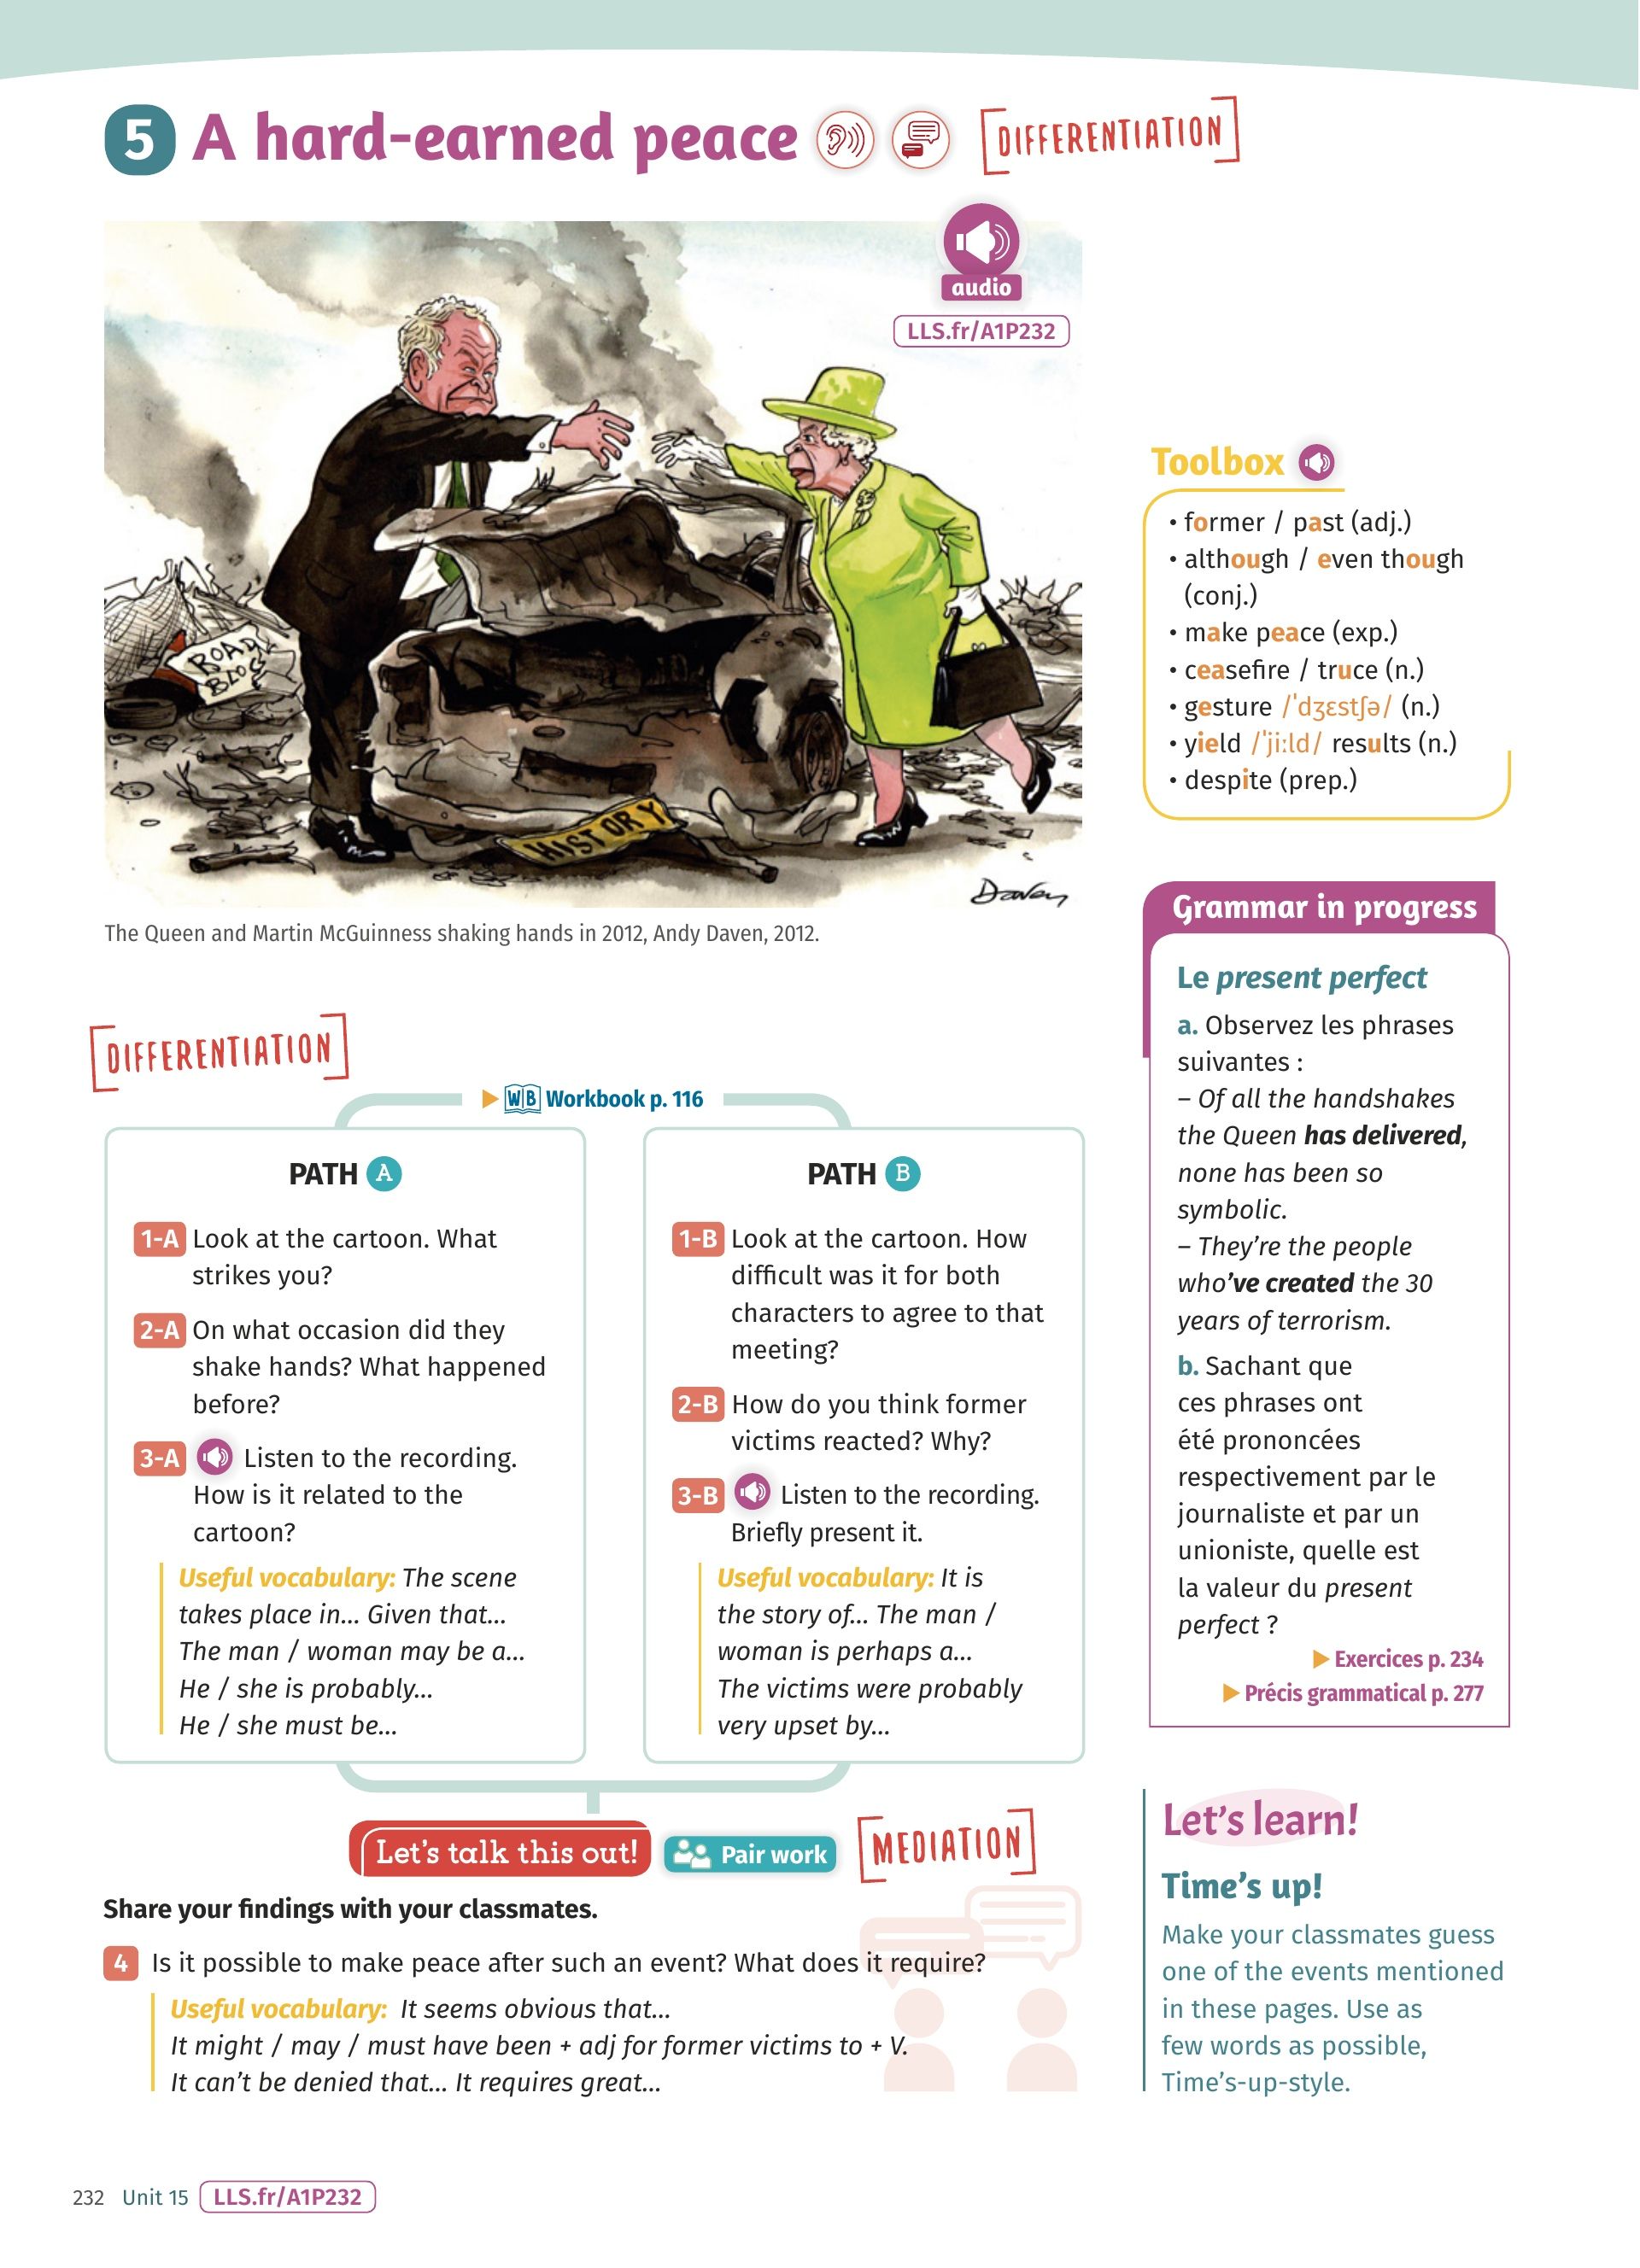 5 A hard-earned peace
DIFFERENTIATION
audio
LLS.fr/A1P232
ROAD
BLOC
HISTORY
Daven
The Queen and Martin McGuinness shaking hands in 2012, Andy Daven, 2012.
Toolbox
• former / past (adj.)
• although / even though
(conj.)
• make peace (exp.)
• ceasefire / truce (n.)
• gesture /ˈdʒɛstʃə/ (n.)
• yield /ˈjiːld/ results (n.)
• despite (prep.)
Grammar in progress
Le present perfect
a. Observez les phrases
suivantes :
– Of all the handshakes
the Queen has delivered,
none has been so
symbolic.
– They’re the people
who’ve created the 30
years of terrorism.
b. Sachant que
ces phrases ont
été prononcées
respectivement par le
journaliste et par un
unioniste, quelle est
la valeur du present
perfect ?
Exercices p. 234
Précis grammatical p. 277
DIFFERENTIATION
WB Workbook p. 116
PATH A
1-A Look at the cartoon. What
strikes you?
2-A On what occasion did they
shake hands? What happened
before?
3-A Listen to the recording.
How is it related to the
cartoon?
Useful vocabulary: The scene
takes place in... Given that...
The man / woman may be a...
He / she is probably...
He / she must be...
PATH B
1-B Look at the cartoon. How
difficult was it for both
characters to agree to that
meeting?
2-B How do you think former
victims reacted? Why?
3-B Listen to the recording.
Briefly present it.
Useful vocabulary: It is
the story of... The man /
woman is perhaps a...
The victims were probably
very upset by...
Let’s talk this out!
Pair work
MEDIATION
Share your findings with your classmates.
4 Is it possible to make peace after such an event? What does it require?
Useful vocabulary: It seems obvious that...
It might / may / must have been + adj for former victims to + V.
It can’t be denied that... It requires great...
Let’s learn!
Time’s up!
Make your classmates guess
one of the events mentioned
in these pages. Use as
few words as possible,
Time’s-up-style.
232 Unit 15 LLS.fr/A1P232